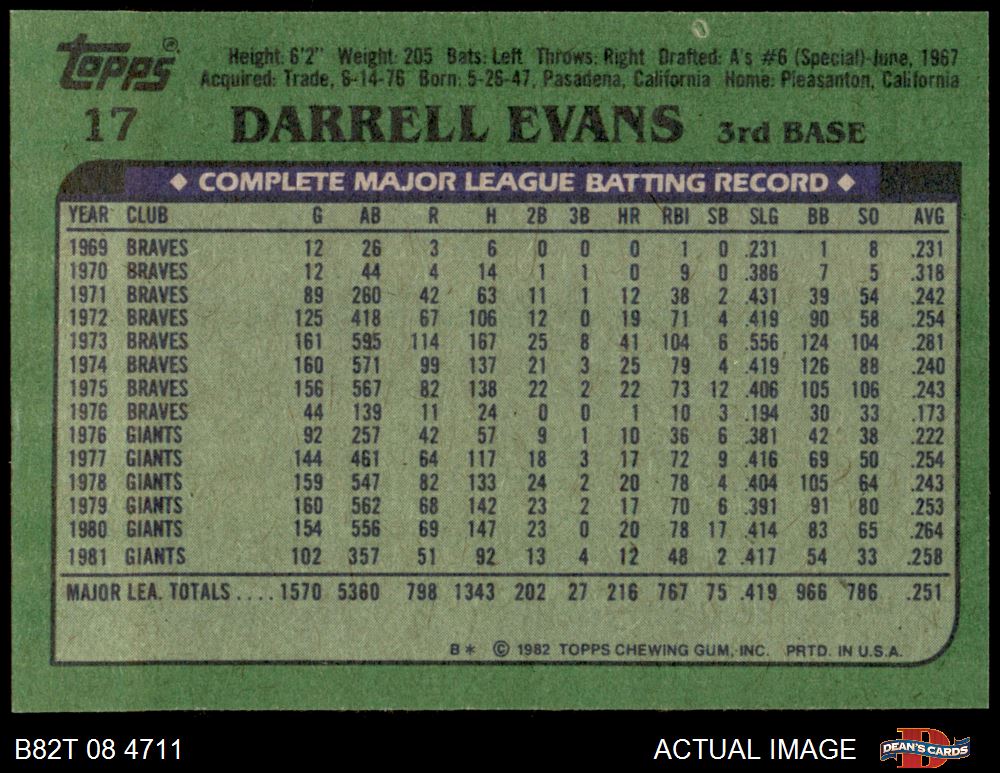 Topps®
Height: 6'2" Weight: 205 Bats: Left Throws: Right Drafted: A's #6 (Special)-June, 1967
Acquired: Trade, 6-14-76 Born: 5-26-47, Pasadena, California Home: Pleasanton, California
17 DARRELL EVANS 3rd BASE
◆ COMPLETE MAJOR LEAGUE BATTING RECORD ◆
YEAR CLUB G AB R H 2B 3B HR RBI SB SLG BB SO AVG
1969 BRAVES 12 26 3 6 0 0 0 1 0 .231 1 8 .231
1970 BRAVES 12 44 4 14 1 1 0 9 0 .386 7 5 .318
1971 BRAVES 89 260 42 63 11 1 12 38 2 .431 39 54 .242
1972 BRAVES 125 418 67 106 12 0 19 71 4 .419 90 58 .254
1973 BRAVES 161 595 114 167 25 8 41 104 6 .556 124 104 .281
1974 BRAVES 160 571 99 137 21 3 25 79 4 .419 126 88 .240
1975 BRAVES 156 567 82 138 22 2 22 73 12 .406 105 106 .243
1976 BRAVES 44 139 11 24 0 0 1 10 3 .194 30 33 .173
1976 GIANTS 92 257 42 57 9 1 10 36 6 .381 42 38 .222
1977 GIANTS 144 461 64 117 18 3 17 72 9 .416 69 50 .254
1978 GIANTS 159 547 82 133 24 2 20 78 4 .404 105 64 .243
1979 GIANTS 160 562 68 142 23 2 17 70 6 .391 91 80 .253
1980 GIANTS 154 556 69 147 23 0 20 78 17 .414 83 65 .264
1981 GIANTS 102 357 51 92 13 4 12 48 2 .417 54 33 .258
MAJOR LEA. TOTALS .... 1570 5360 798 1343 202 27 216 767 75 .419 966 786 .251
B* © 1982 TOPPS CHEWING GUM, INC. PRTD. IN U.S.A.
B82T 08 4711 ACTUAL IMAGE DEAN'S CARDS